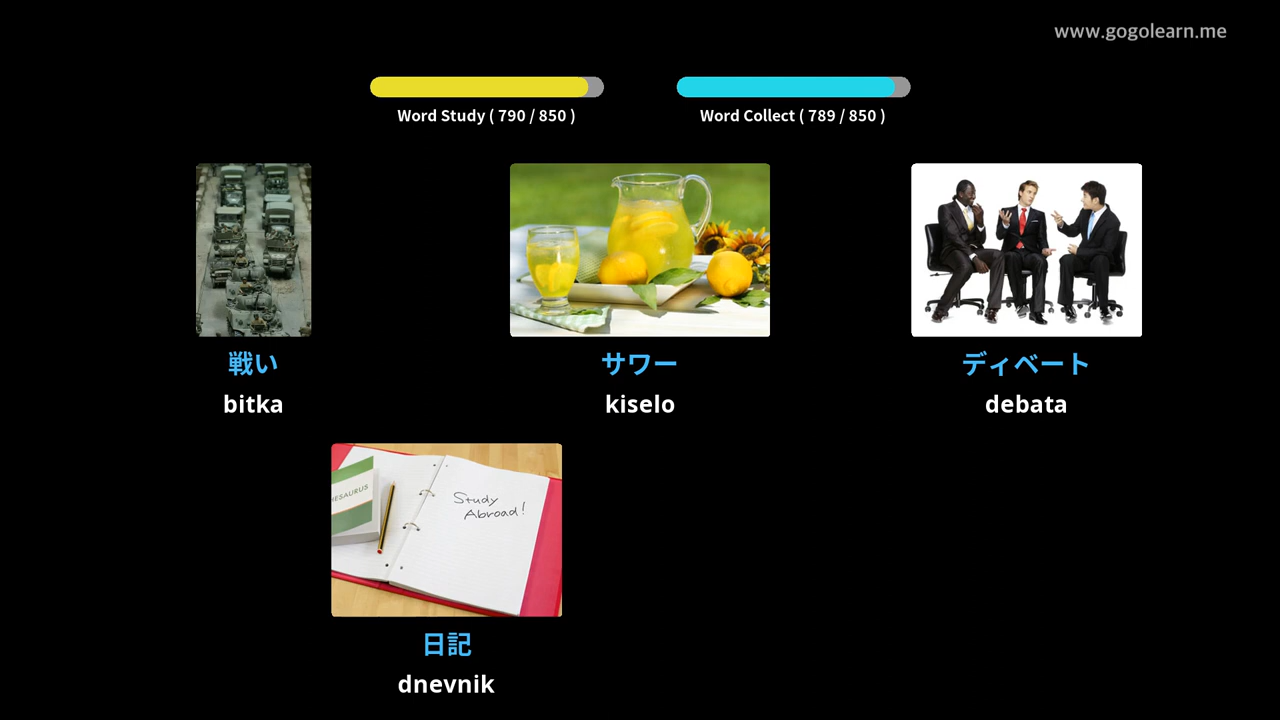 www.gogolearn.me
Word Study ( 790 / 850 )
Word Collect ( 789 / 850 )
戦い
bitka
サワー
kiselo
ディベート
debata
HESAURUS
Study
Abroad!
日記
dnevnik